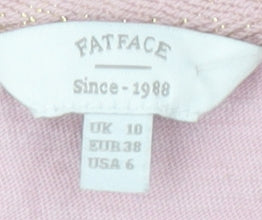 FATFACE
Since - 1988
UK 10
EUR 38
USA 6